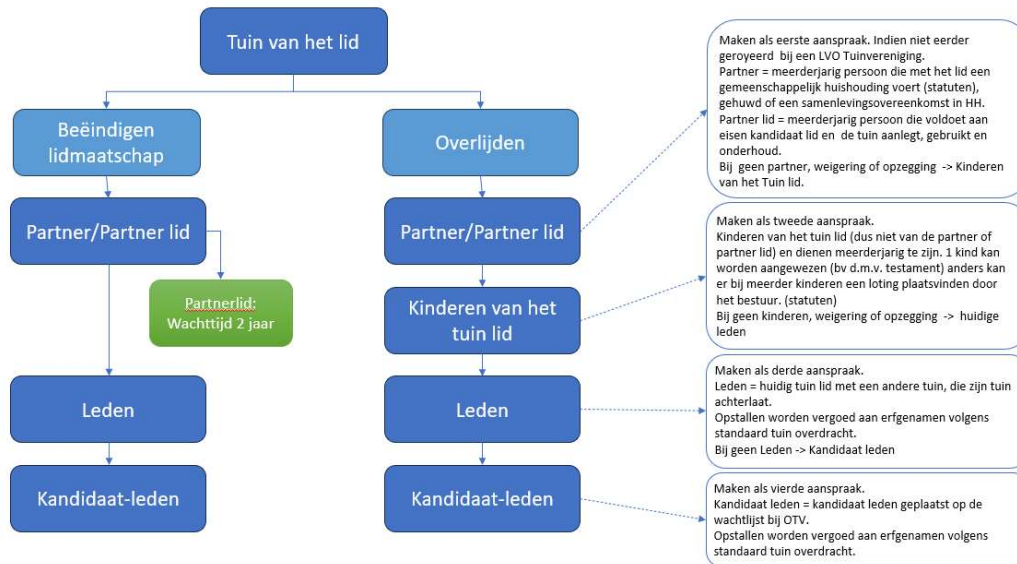 Tuin van het lid
Beëindigen
lidmaatschap
Overlijden
Partner/Partner lid
Partner/Partner lid
Partnerlid:
Wachttijd 2 jaar
Kinderen van het
tuin lid
Leden
Leden
Kandidaat-leden
Kandidaat-leden
Maken als eerste aanspraak. Indien niet eerder
geroyeerd bij een LVO Tuinvereniging.
Partner = meerderjarig persoon die met het lid een
gemeenschappelijk huishouding voert (statuten),
gehuwd of een samenlevingsovereenkomst in HH.
Partner lid = meerderjarig persoon die voldoet aan
eisen kandidaat lid en de tuin aanlegt, gebruikt en
onderhoud.
Bij geen partner, weigering of opzegging -> Kinderen
van het Tuin lid.
Maken als tweede aanspraak.
Kinderen van het tuin lid (dus niet van de partner of
partner lid) en dienen meerderjarig te zijn. 1 kind kan
worden aangewezen (bv d.m.v. testament) anders kan
er bij meerder kinderen een loting plaatsvinden door
het bestuur. (statuten)
Bij geen kinderen, weigering of opzegging -> huidige
leden
Maken als derde aanspraak.
Leden = huidig tuin lid met een andere tuin, die zijn tuin
achterlaat.
Opstallen worden vergoed aan erfgenamen volgens
standaard tuin overdracht.
Bij geen Leden -> Kandidaat leden
Maken als vierde aanspraak.
Kandidaat leden = kandidaat leden geplaatst op de
wachtlijst bij OTV.
Opstallen worden vergoed aan erfgenamen volgens
standaard tuin overdracht.